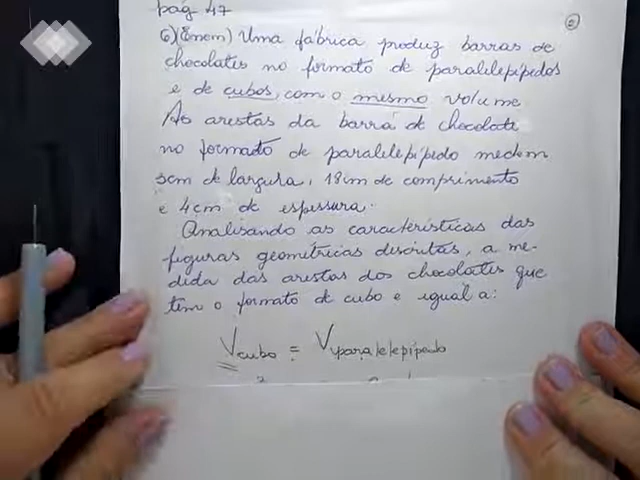 pág 47
6) (Enem) Uma fábrica produz barras de
chocolates no formato de paralelepípedos
e de cubos, com o mesmo volume
As arestas da barra de chocolate
no formato de paralelepípedo medem
3cm de largura, 18cm de comprimento
e 4cm de espessura.
Analisando as características das
figuras geométricas descritas, a me-
dida das arestas dos chocolates que
têm o formato de cubo e igual a:
Vcubo = Vparalelepípedo